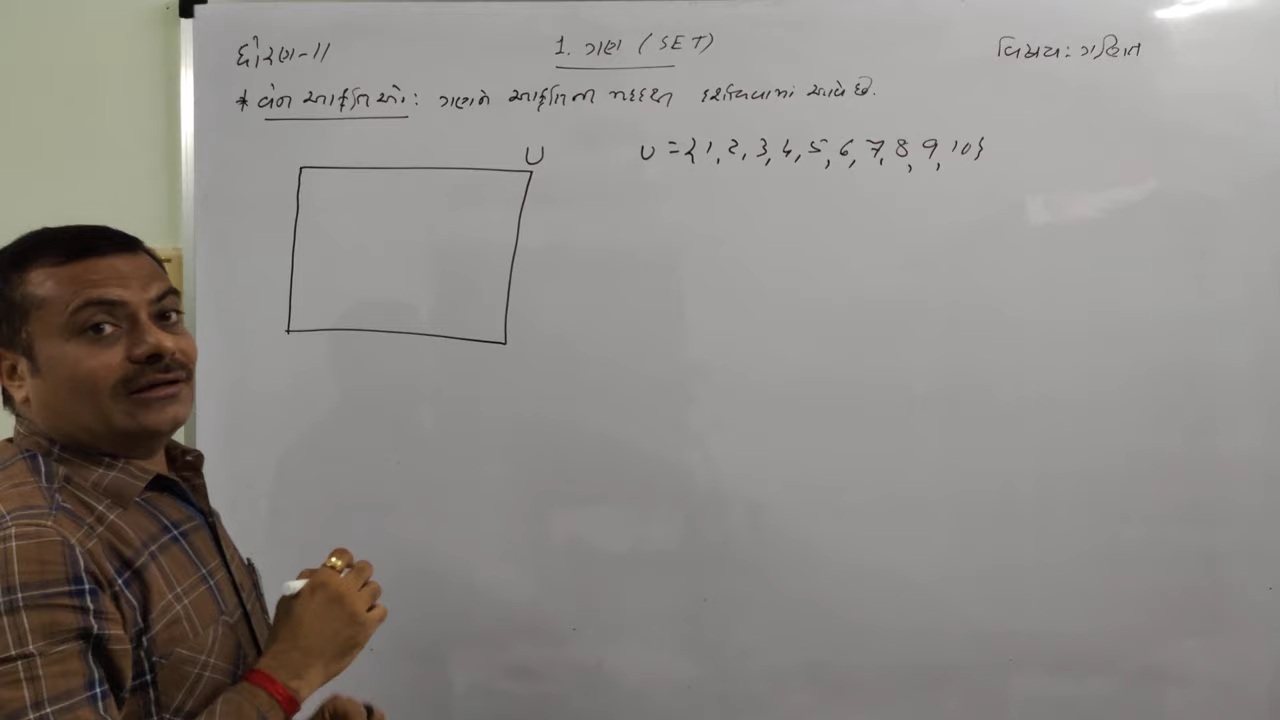 ધોરણ-11 1. ગણ (SET) વિષય: ગણિત
* વેન આકૃતિઓ: ગણને આકૃતિની મદદથી દર્શાવવામાં આવે છે.
U
U = {1, 2, 3, 4, 5, 6, 7, 8, 9, 10}